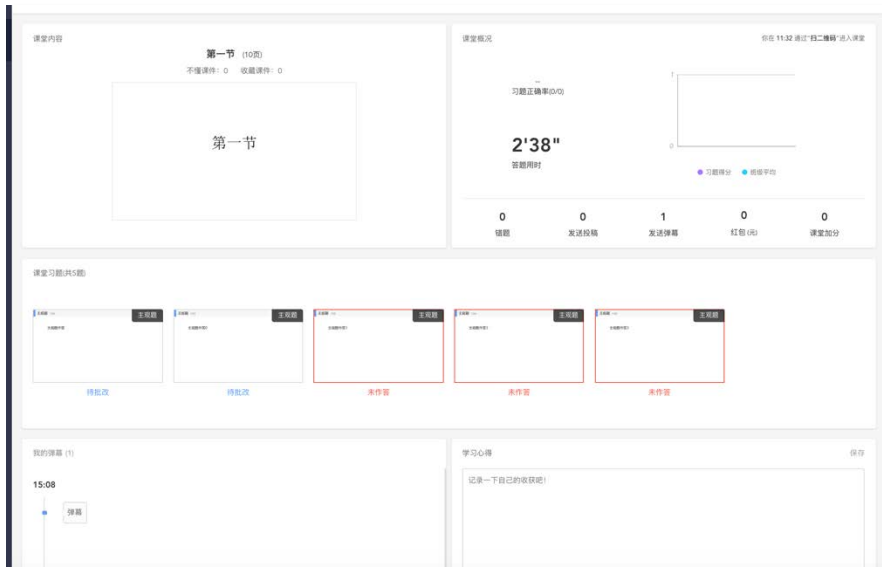 课堂内容
第一节 (10页)
不懂课件: 0 收藏课件: 0
第一节
课堂概况
你在 11:32 通过"扫二维码"进入课堂
--
习题正确率(0/0)
2'38"
答题用时
1
0
习题得分 班级平均
0 0 1 0 0
错题 发送投稿 发送弹幕 红包 (元) 课堂加分
课堂习题(共5题)
主观题 主观题 主观题 主观题 主观题
待批改 待批改 未作答 未作答 未作答
我的弹幕 (1)
15:08
弹幕
学习心得
保存
记录一下自己的收获吧!